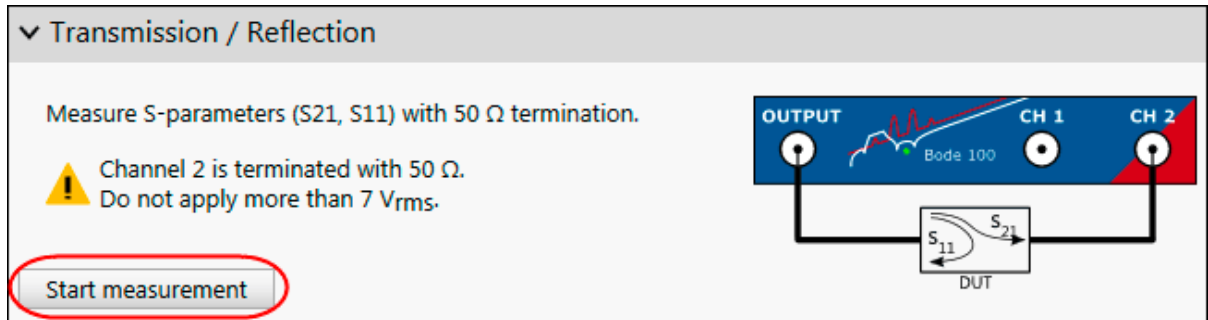 Transmission / Reflection
Measure S-parameters (S21, S11) with 50 Ω termination.
Channel 2 is terminated with 50 Ω.
Do not apply more than 7 Vrms.
Start measurement
OUTPUT
CH 1
CH 2
Bode 100
S11
S21
DUT